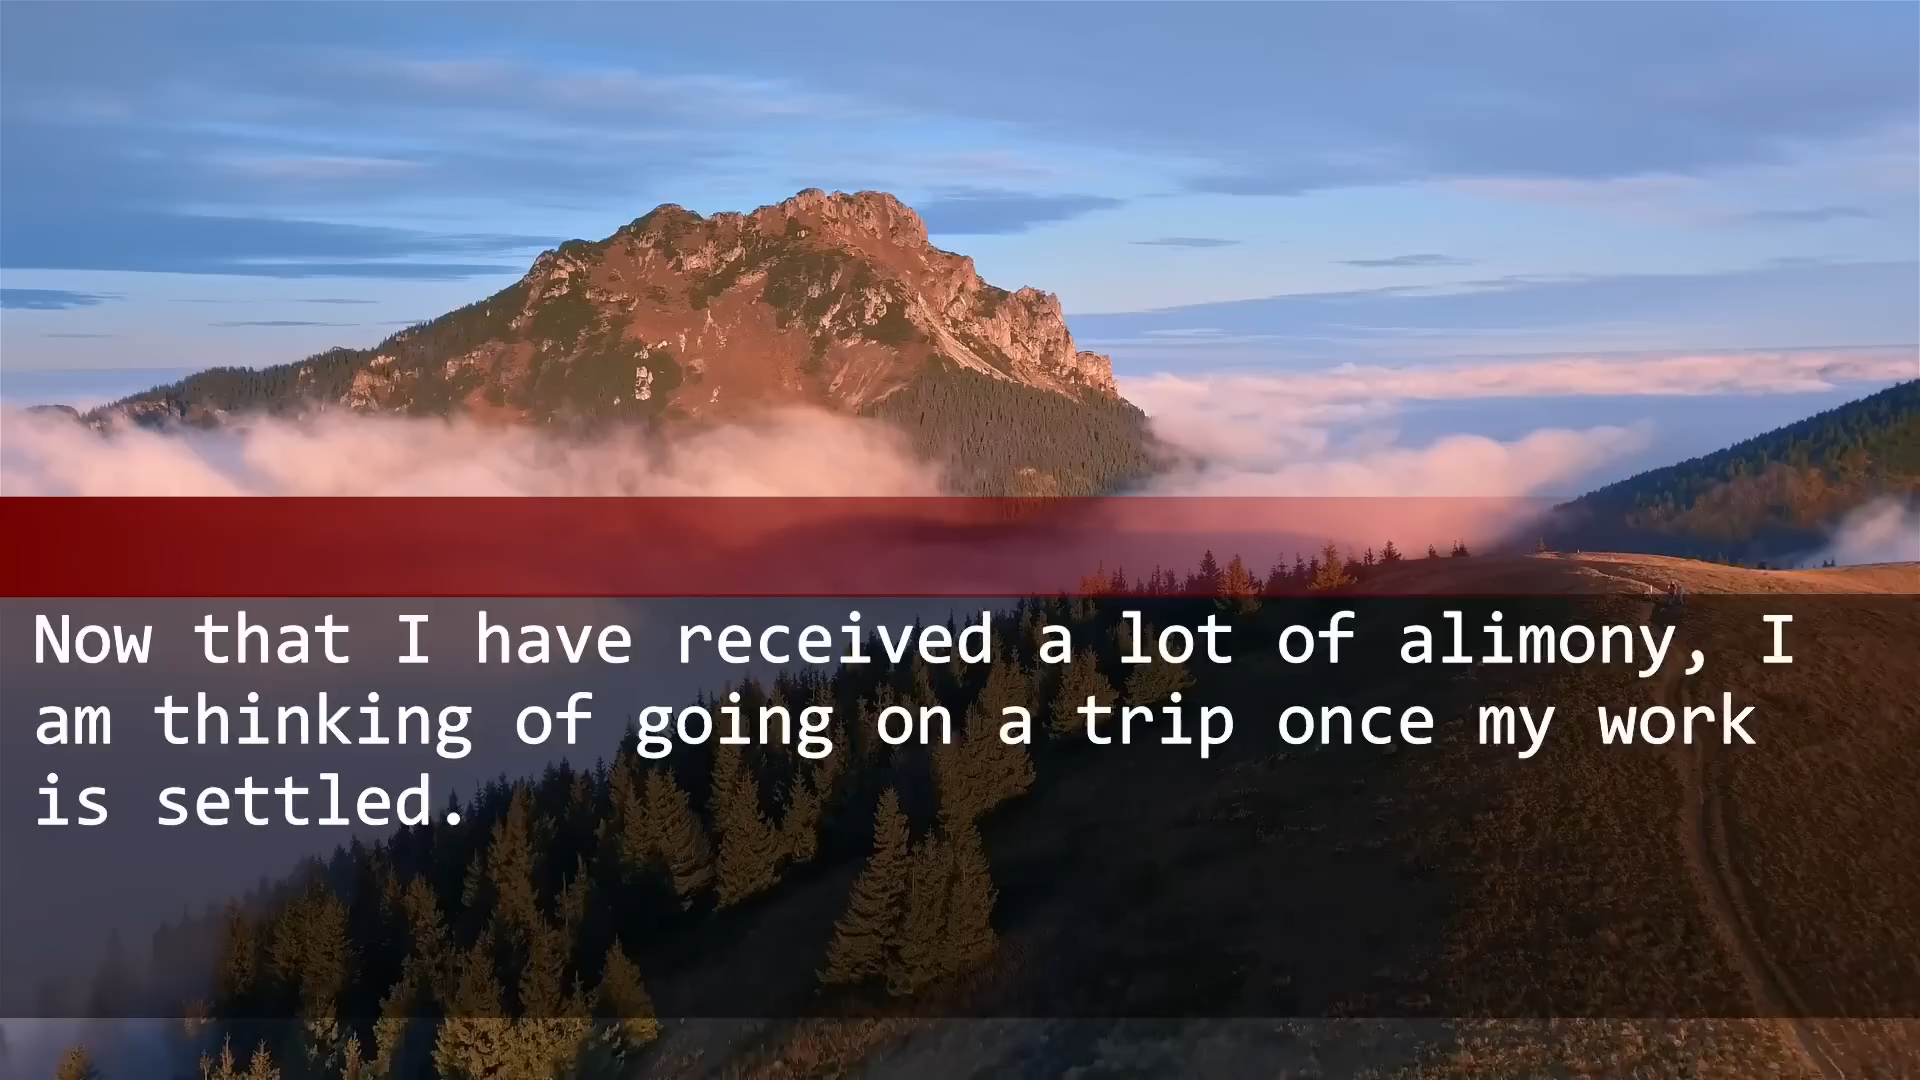 Now that I have received a lot of alimony, I
am thinking of going on a trip once my work
is settled.